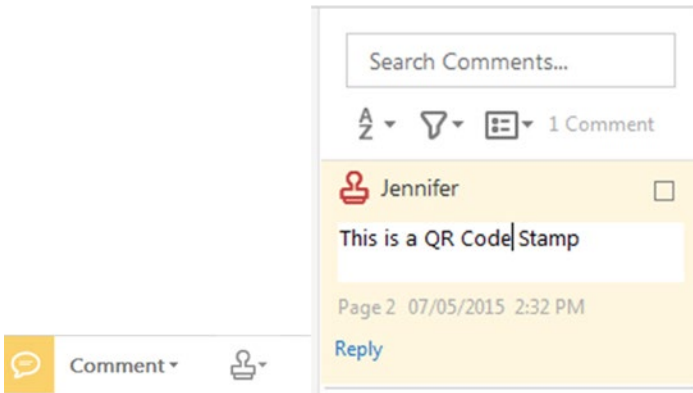 Search Comments...
A
Z
1 Comment
Jennifer
This is a QR Code Stamp
Page 2 07/05/2015 2:32 PM
Reply
Comment